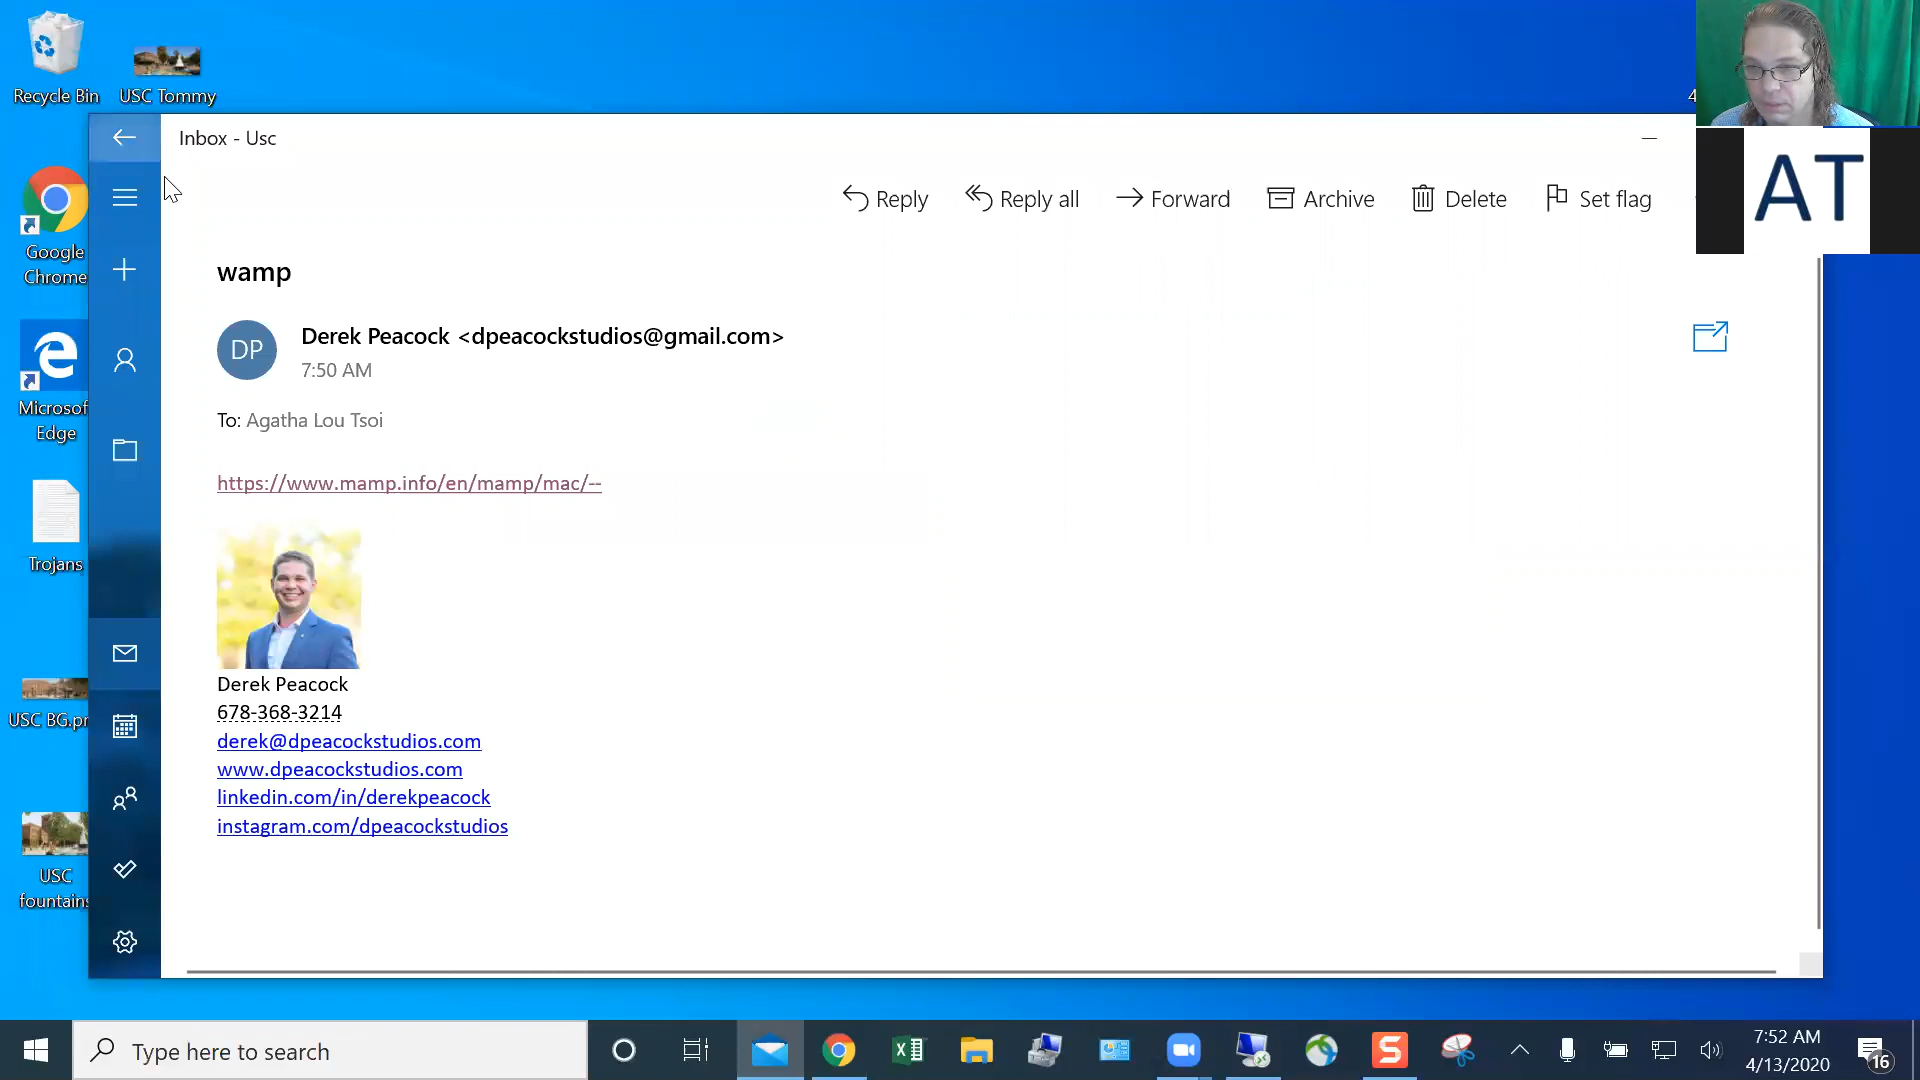 Recycle Bin
USC Tommy
4
AT
Inbox - Usc
Reply
Reply all
Forward
Archive
Delete
Set flag
Google
Chrome
wamp
DP
Derek Peacock <dpeacockstudios@gmail.com>
7:50 AM
Microsof
Edge
To: Agatha Lou Tsoi
https://www.mamp.info/en/mamp/mac/--
Trojans
Derek Peacock
678-368-3214
derek@dpeacockstudios.com
www.dpeacockstudios.com
linkedin.com/in/derekpeacock
instagram.com/dpeacockstudios
USC BG.pr
USC
fountains
Type here to search
7:52 AM
4/13/2020
16